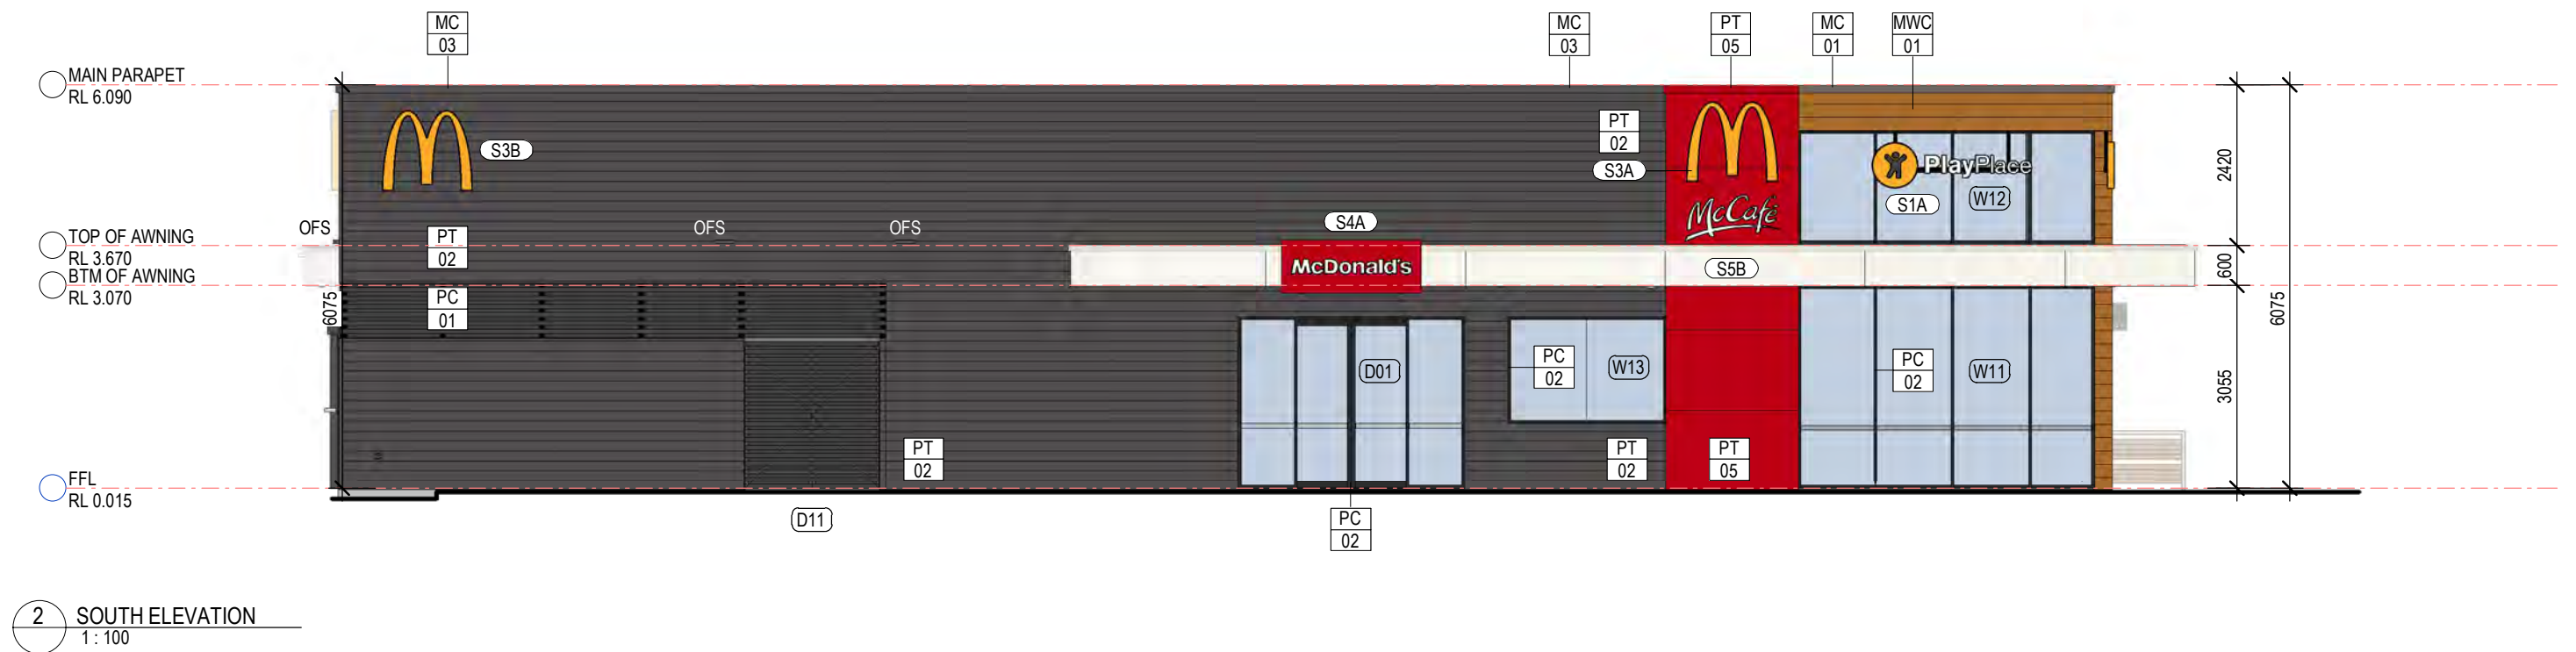 MC
03
MC
03
PT
05
MC
01
MWC
01
MAIN PARAPET
RL 6.090
PT
02
S3B
S3A
PlayPlace
2420
S1A
W12
McCafé
S4A
OFS
OFS
OFS
TOP OF AWNING
RL 3.670
PT
02
McDonald's
S5B
600
BTM OF AWNING
RL 3.070
PC
01
6075
6075
PC
02
W13
D01
PC
02
W11
3055
PT
02
PT
02
PT
05
FFL
RL 0.015
D11
PC
02
2 SOUTH ELEVATION
1 : 100